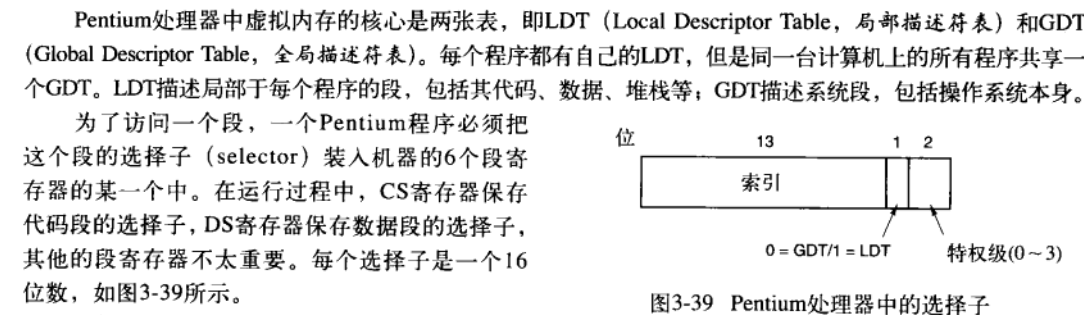 Pentium处理器中虚拟内存的核心是两张表，即LDT（Local Descriptor Table，局部描述符表）和GDT
（Global Descriptor Table，全局描述符表）。每个程序都有自己的LDT，但是同一台计算机上的所有程序共享一
个GDT。LDT描述局部于每个程序的段，包括其代码、数据、堆栈等；GDT描述系统段，包括操作系统本身。
为了访问一个段，一个Pentium程序必须把
这个段的选择子（selector）装入机器的6个段寄
存器的某一个中。在运行过程中，CS寄存器保存
代码段的选择子，DS寄存器保存数据段的选择子，
其他的段寄存器不太重要。每个选择子是一个16
位数，如图3-39所示。
位 13 1 2
索引
0 = GDT/1 = LDT 特权级(0～3)
图3-39 Pentium处理器中的选择子